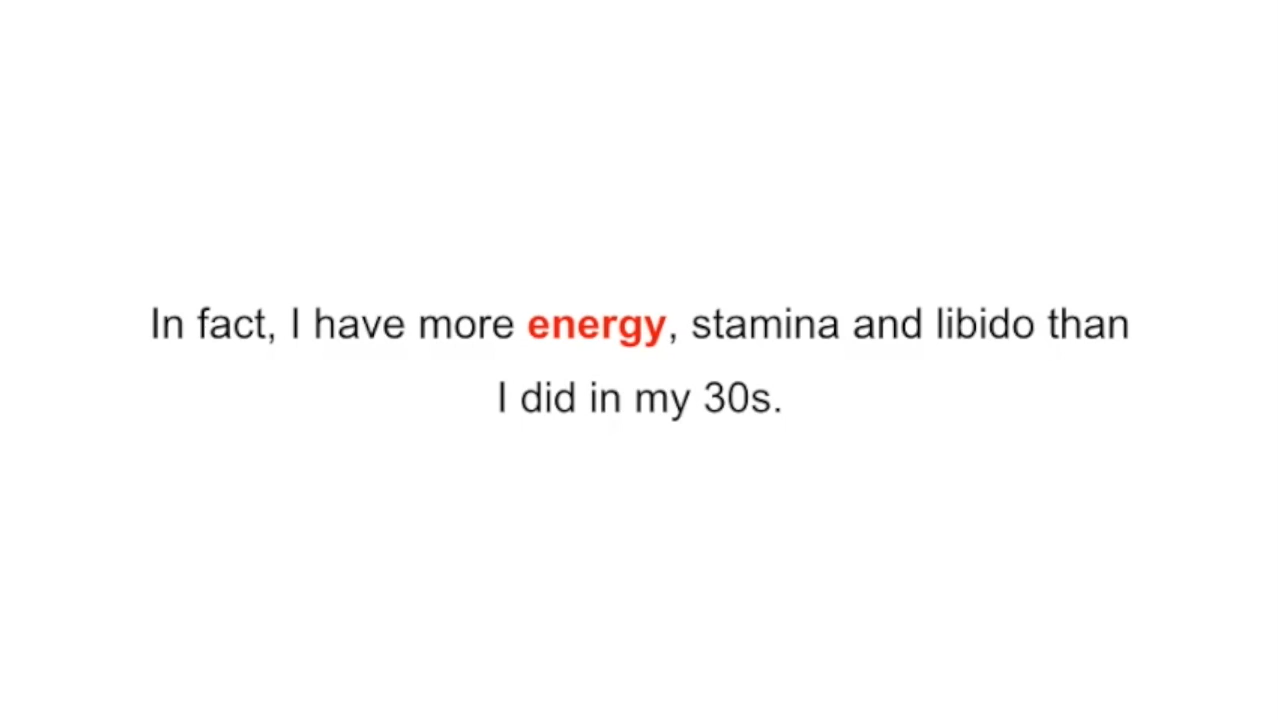 In fact, I have more energy, stamina and libido than
I did in my 30s.